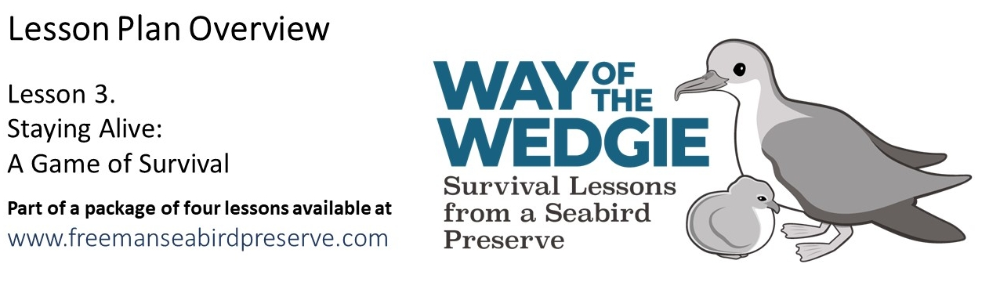 Lesson Plan Overview
Lesson 3.
Staying Alive:
A Game of Survival
Part of a package of four lessons available at
www.freemanseabirdpreserve.com
WAY OF THE
WEDGIE
Survival Lessons
from a Seabird
Preserve